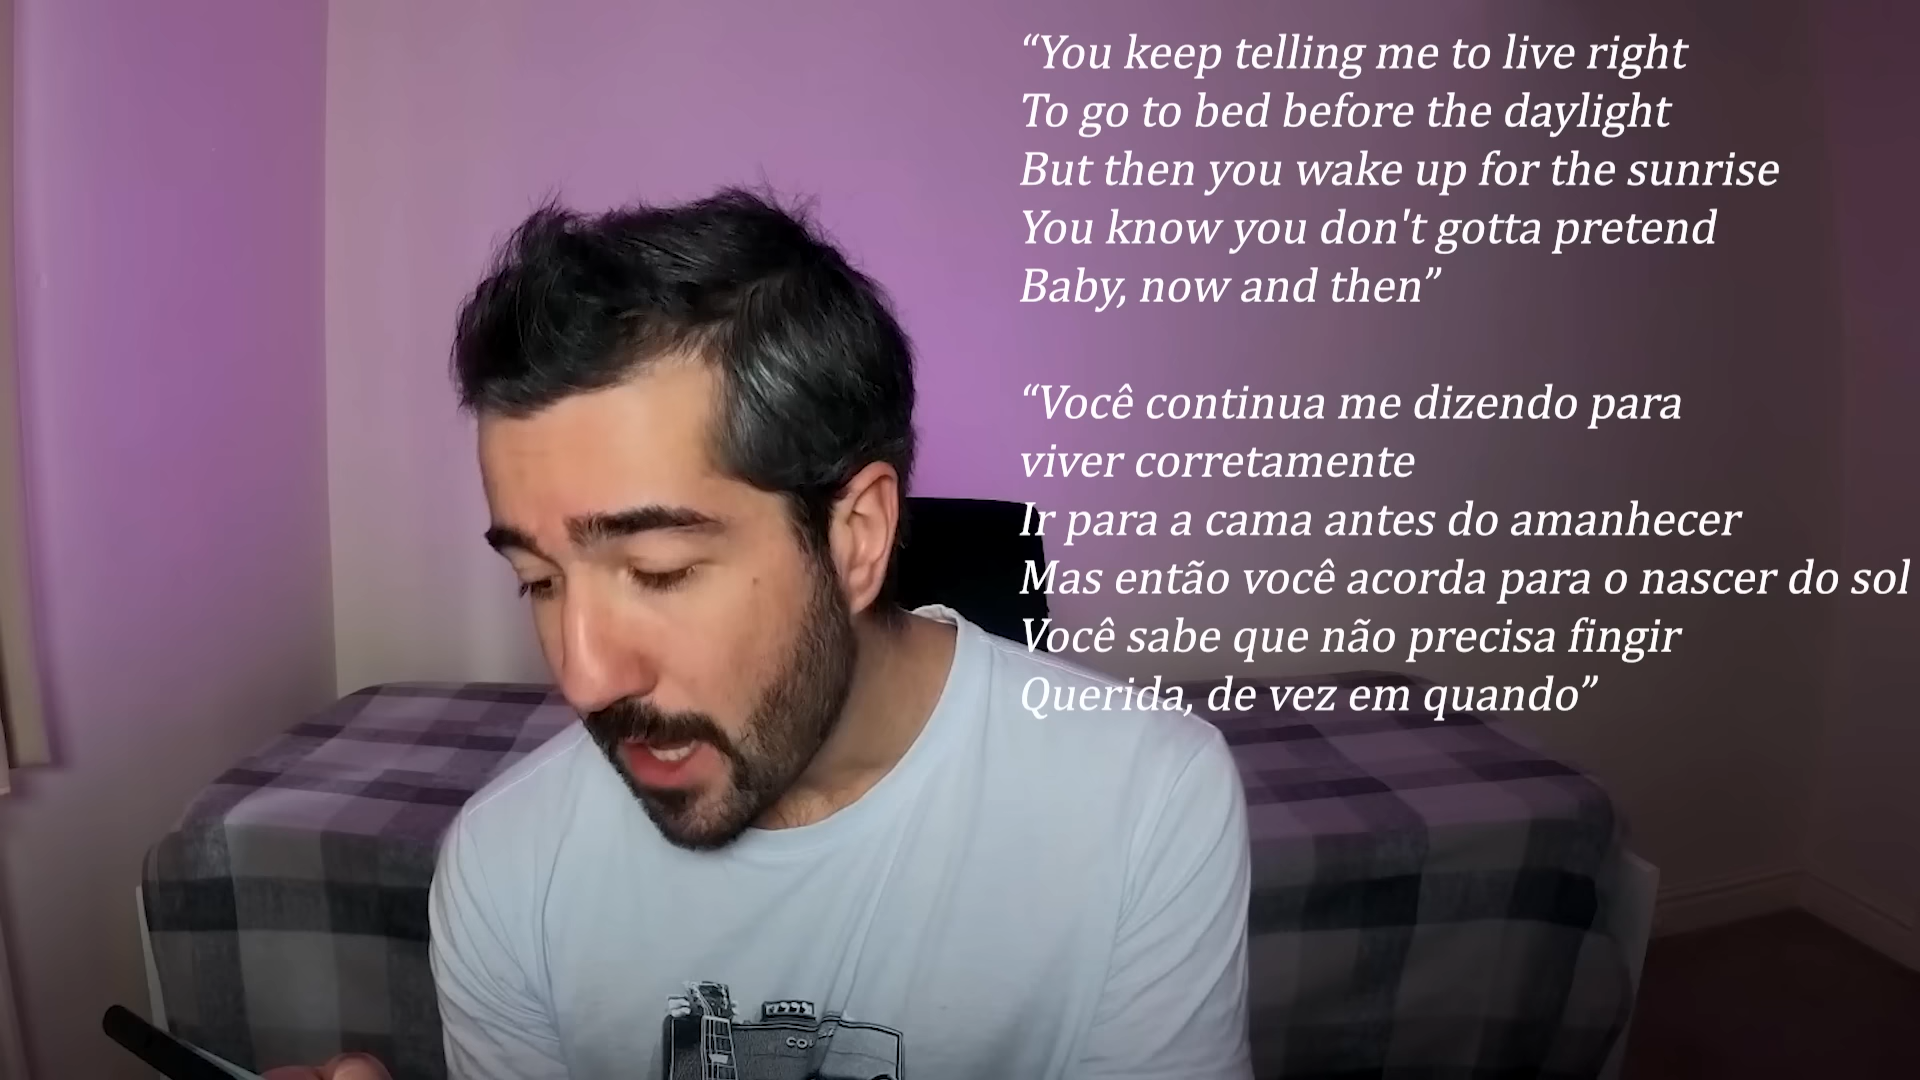 “You keep telling me to live right
To go to bed before the daylight
But then you wake up for the sunrise
You know you don't gotta pretend
Baby, now and then”
“Você continua me dizendo para
viver corretamente
Ir para a cama antes do amanhecer
Mas então você acorda para o nascer do sol
Você sabe que não precisa fingir
Querida, de vez em quando”